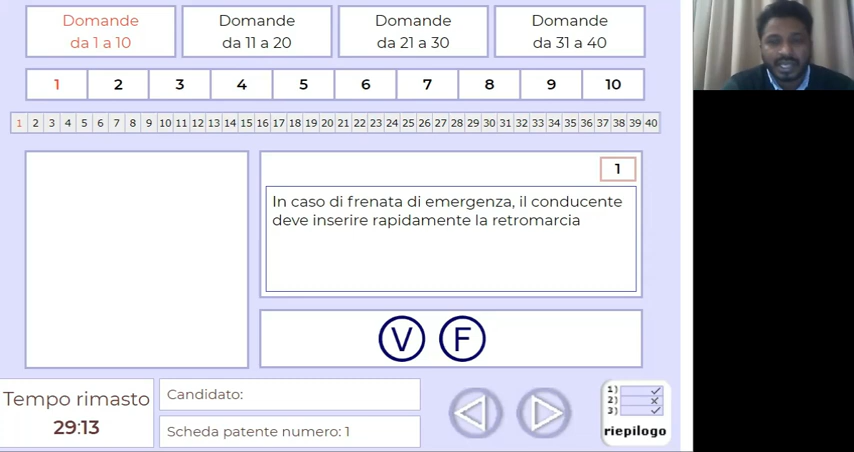 Domande
da 1 a 10
Domande
da 11 a 20
Domande
da 21 a 30
Domande
da 31 a 40
1 2 3 4 5 6 7 8 9 10
1 2 3 4 5 6 7 8 9 10 11 12 13 14 15 16 17 18 19 20 21 22 23 24 25 26 27 28 29 30 31 32 33 34 35 36 37 38 39 40
1
In caso di frenata di emergenza, il conducente
deve inserire rapidamente la retromarcia
V F
Tempo rimasto
29:13
Candidato:
Scheda patente numero: 1
1)
2)
3)
riepilogo